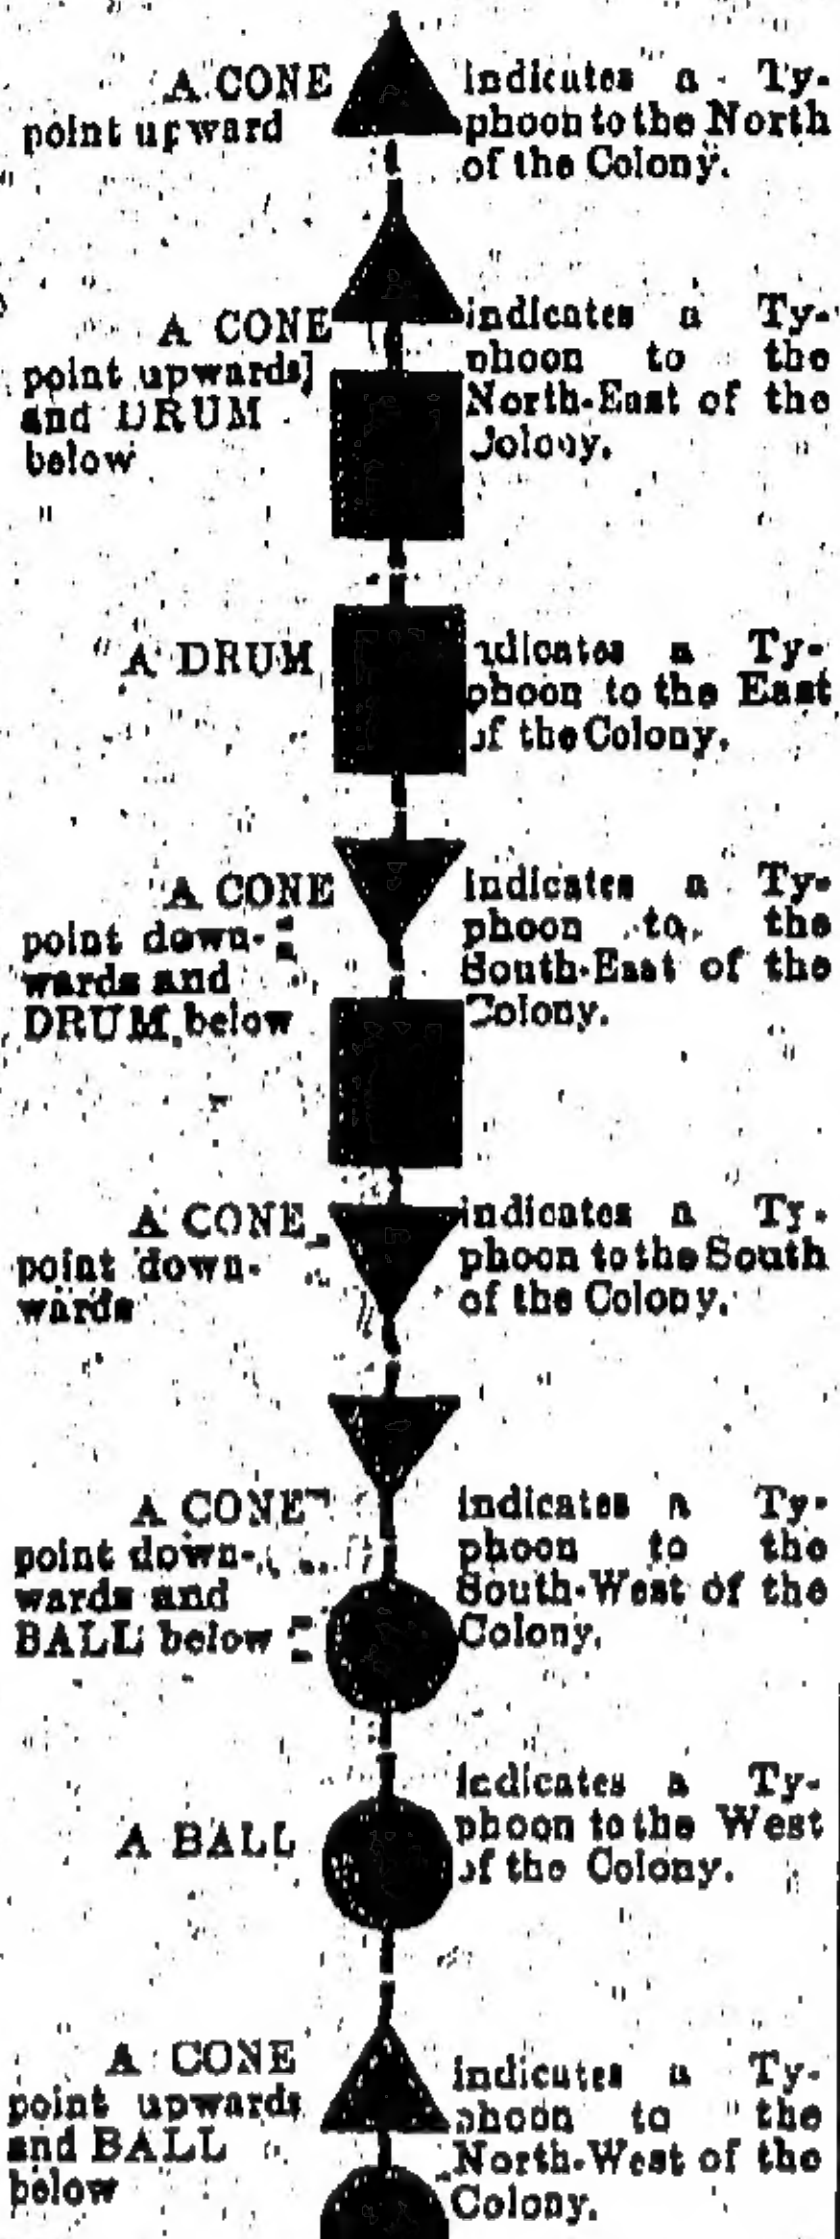 A CONE
point upward
indicates a Ty-
phoon to the North
of the Colony.
A CONE
point upwards
and DRUM
below
indicates a Ty-
phoon to the
North-East of the
Colony.
A DRUM
indicates a Ty-
phoon to the East
of the Colony.
A CONE
point down-
wards and
DRUM below
indicates a Ty-
phoon to the
South-East of the
Colony.
A CONE
point down-
wards
indicates a Ty-
phoon to the South
of the Colony.
A CONE
point down-
wards and
BALL below
indicates a Ty-
phoon to the
South-West of the
Colony.
A BALL
indicates a Ty-
phoon to the West
of the Colony.
A CONE
point upwards
and BALL
below
indicates a Ty-
phoon to the
North-West of the
Colony.